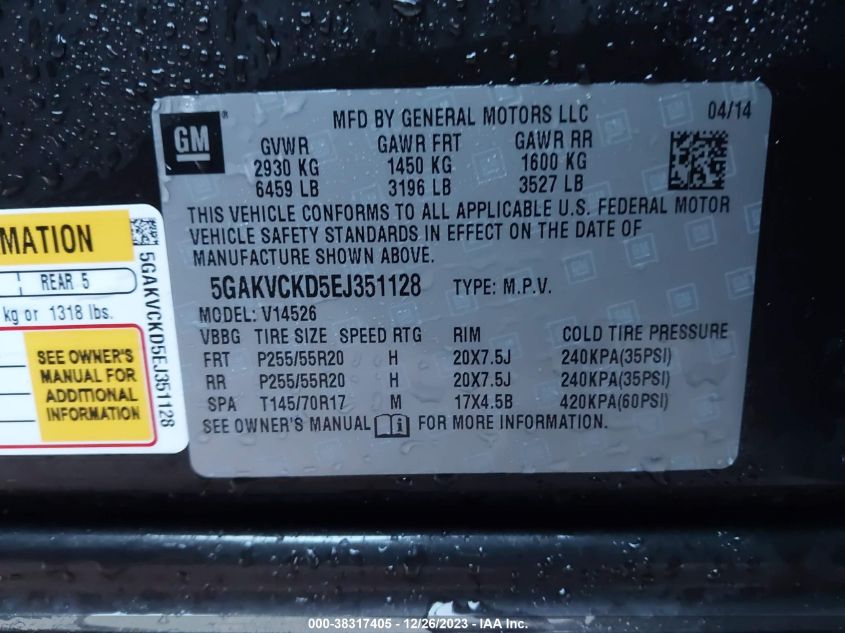 MFD BY GENERAL MOTORS LLC 04/14
GM®
GVWR GAWR FRT GAWR RR
2930 KG 1450 KG 1600 KG
6459 LB 3196 LB 3527 LB
THIS VEHICLE CONFORMS TO ALL APPLICABLE U.S. FEDERAL MOTOR
VEHICLE SAFETY STANDARDS IN EFFECT ON THE DATE OF
MANUFACTURE SHOWN ABOVE.
5GAKVCKD5EJ351128 TYPE: M.P.V.
MODEL: V14526
VBBG TIRE SIZE SPEED RTG RIM COLD TIRE PRESSURE
FRT P255/55R20 H 20X7.5J 240KPA(35PSI)
RR P255/55R20 H 20X7.5J 240KPA(35PSI)
SPA T145/70R17 M 17X4.5B 420KPA(60PSI)
SEE OWNER'S MANUAL FOR MORE INFORMATION.
MATION
REAR 5
kg or 1318 lbs.
SEE OWNER'S
MANUAL FOR
ADDITIONAL
INFORMATION
5GAKVCKD5EJ351128
000-38317405 - 12/26/2023 - IAA Inc.